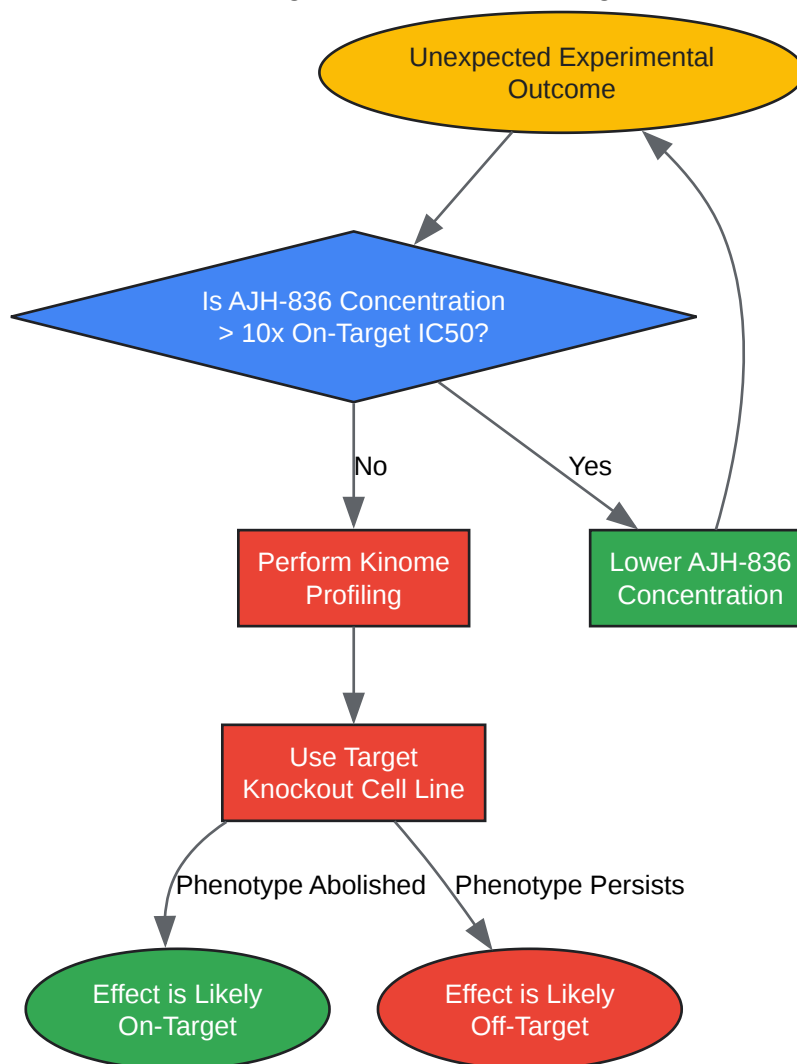 Unexpected Experimental
Outcome
Is AJH-836 Concentration
> 10x On-Target IC50?
No
Yes
Perform Kinome
Profiling
Lower AJH-836
Concentration
Use Target
Knockout Cell Line
Phenotype Abolished
Phenotype Persists
Effect is Likely
On-Target
Effect is Likely
Off-Target